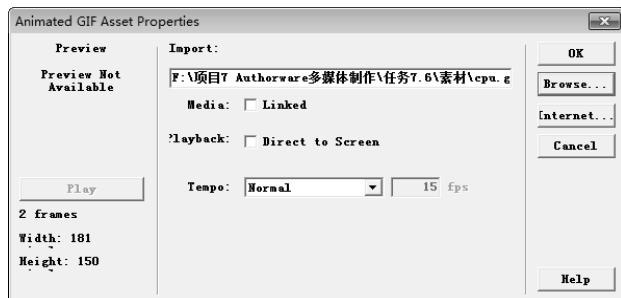 Animated GIF Asset Properties
Preview
Preview Not
Available
Play
2 frames
Width: 181
Height: 150
Import:
F:\项目7 Authorware多媒体制作\任务7.6\素材\cpu.g
Media: Linked
Playback: Direct to Screen
Tempo: Normal 15 fps
OK
Browse...
Internet...
Cancel
Help